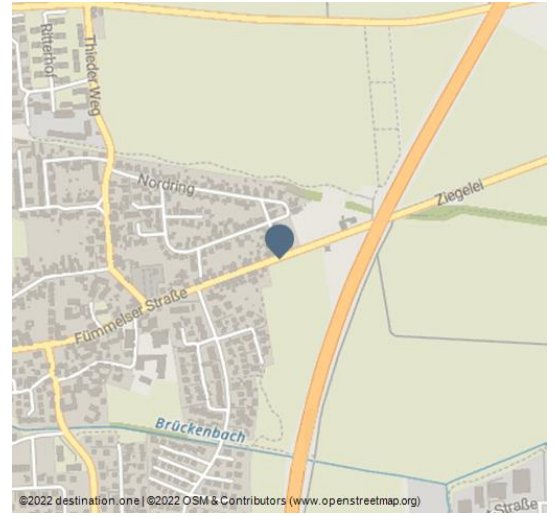 Ritterhof
Thieder Weg
Nordring
Ziegelei
Fümmelser Straße
Brückenbach
Straße
©2022 destination.one | ©2022 OSM & Contributors (www.openstreetmap.org)